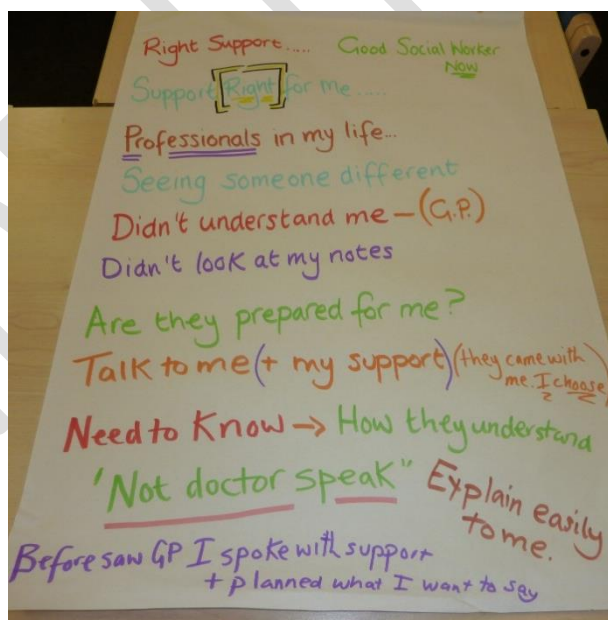 Right Support..... Good Social Worker
Now
Support [Right] for me.....
Professionals in my life...
Seeing someone different
Didn't understand me – (G.P.)
Didn't look at my notes
Are they prepared for me?
Talk to me (+ my support) (they came with
me. I choose)
Need to Know → How they understand
'Not doctor speak"
Explain easily
to me.
Before saw GP I spoke with support
+ planned what I want to say